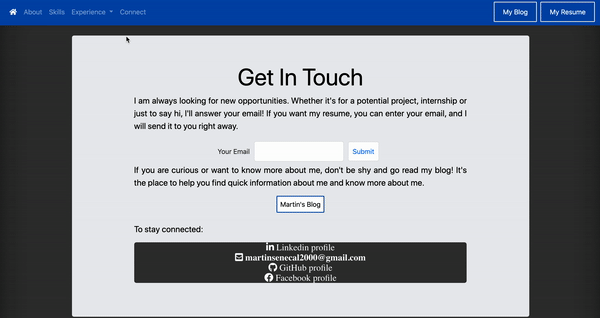 About Skills Experience Connect My Blog My Resume
Get In Touch
I am always looking for new opportunities. Whether it's for a potential project, internship or
just to say hi, I'll answer your email! If you want my resume, you can enter your email, and I
will send it to you right away.
Your Email Submit
If you are curious or want to know more about me, don't be shy and go read my blog! It's
the place to help you find quick information about me and know more about me.
Martin's Blog
To stay connected:
Linkedin profile
martinsenecal2000@gmail.com
GitHub profile
Facebook profile